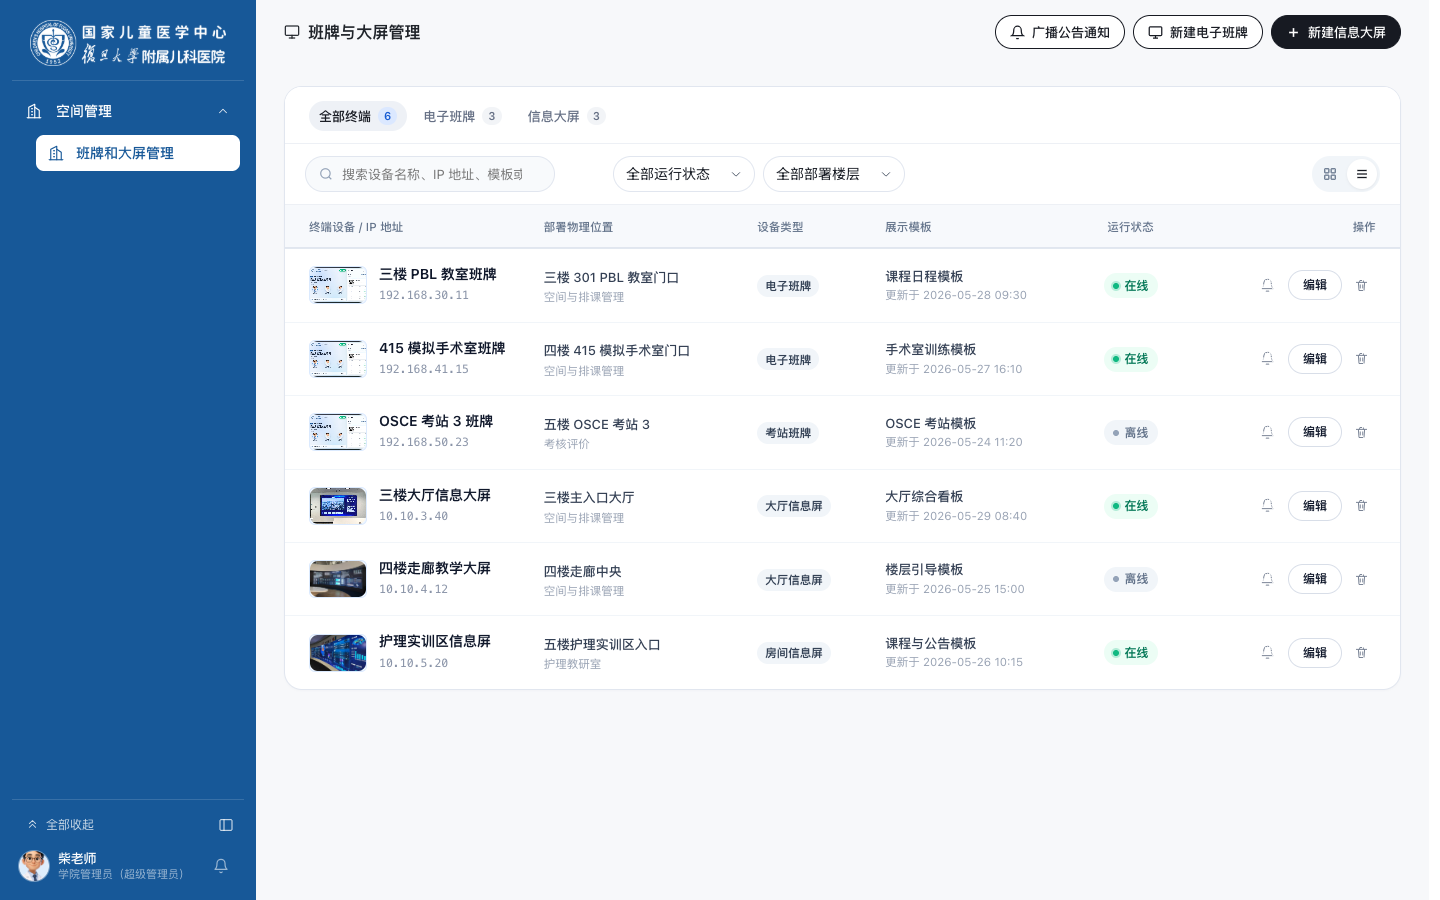 国家儿童医学中心
復旦大学附属儿科医院
空间管理
班牌和大屏管理
全部收起
柴老师
学院管理员（超级管理员）
班牌与大屏管理
广播公告通知
新建电子班牌
+ 新建信息大屏
全部终端 6
电子班牌 3
信息大屏 3
搜索设备名称、IP 地址、模板或
全部运行状态
全部部署楼层
终端设备 / IP 地址 部署物理位置 设备类型 展示模板 运行状态 操作
三楼 PBL 教室班牌
192.168.30.11
三楼 301 PBL 教室门口
空间与排课管理
电子班牌
课程日程模板
更新于 2026-05-28 09:30
在线
编辑
415 模拟手术室班牌
192.168.41.15
四楼 415 模拟手术室门口
空间与排课管理
电子班牌
手术室训练模板
更新于 2026-05-27 16:10
在线
编辑
OSCE 考站 3 班牌
192.168.50.23
五楼 OSCE 考站 3
考核评价
考站班牌
OSCE 考站模板
更新于 2026-05-24 11:20
离线
编辑
三楼大厅信息大屏
10.10.3.40
三楼主入口大厅
空间与排课管理
大厅信息屏
大厅综合看板
更新于 2026-05-29 08:40
在线
编辑
四楼走廊教学大屏
10.10.4.12
四楼走廊中央
空间与排课管理
大厅信息屏
楼层引导模板
更新于 2026-05-25 15:00
离线
编辑
护理实训区信息屏
10.10.5.20
五楼护理实训区入口
护理教研室
房间信息屏
课程与公告模板
更新于 2026-05-26 10:15
在线
编辑